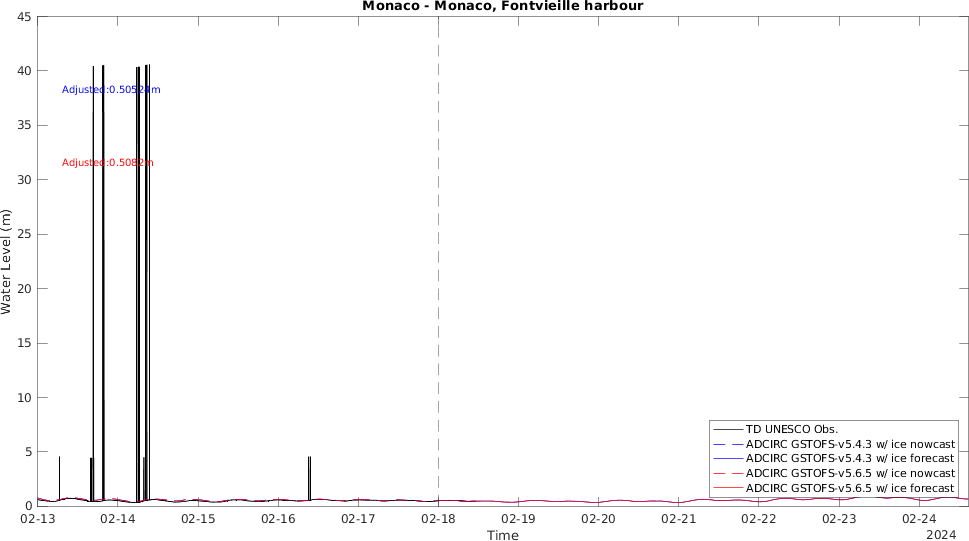 Monaco - Monaco, Fontvieille harbour
45
40
35
30
25
20
15
10
5
0
Water Level (m)
Adjusted:0.50524m
Adjusted:0.5082m
TD UNESCO Obs.
ADCIRC GSTOFS-v5.4.3 w/ ice nowcast
ADCIRC GSTOFS-v5.4.3 w/ ice forecast
ADCIRC GSTOFS-v5.6.5 w/ ice nowcast
ADCIRC GSTOFS-v5.6.5 w/ ice forecast
02-13 02-14 02-15 02-16 02-17 02-18 02-19 02-20 02-21 02-22 02-23 02-24
Time
2024